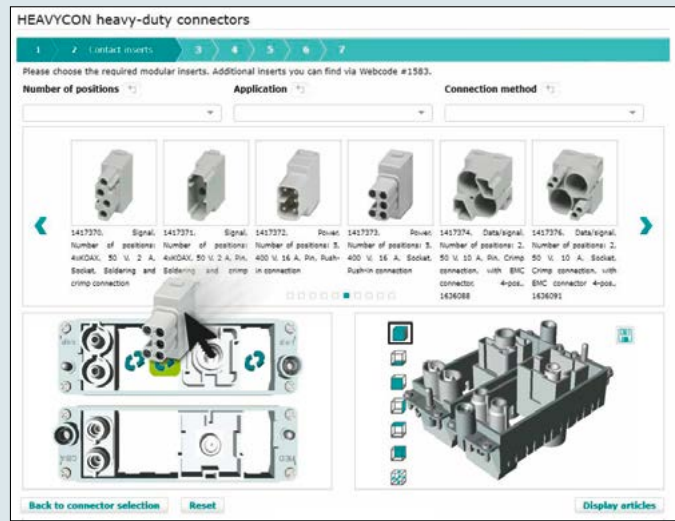 HEAVYCON heavy-duty connectors
1 2 Contact inserts 3 4 5 6 7
Please choose the required modular inserts. Additional inserts you can find via Webcode #1583.
Number of positions Application Connection method
1417370. Signal.
Number of positions:
4xKOAX, 50 V, 2 A,
Socket, Soldering and
crimp connection
1417371. Signal.
Number of positions:
4xKOAX, 50 V, 2 A, Pin,
Soldering and crimp
1417372. Power.
Number of positions: 5,
400 V, 16 A, Pin, Push-
in connection
1417373. Power.
Number of positions: 5,
400 V, 16 A, Socket,
Push-in connection
1417374. Data/signal.
Number of positions: 2,
50 V, 10 A, Pin, Crimp
connection, with EMC
connector, 4-pos.,
1636088
1417376. Data/signal.
Number of positions: 2,
50 V, 10 A, Socket,
Crimp connection, with
EMC connector 4-pos.,
1636091
Back to connector selection Reset Display articles